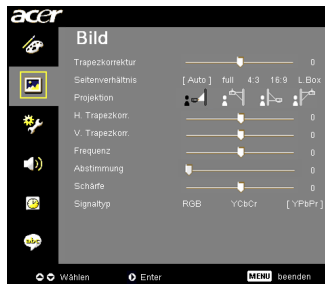 acer
Bild
Trapezkorrektur 0
Seitenverhältnis [ Auto ] full 4:3 16:9 L.Box
Projektion
H. Trapezkorr. 0
V. Trapezkorr. 0
Frequenz 0
Abstimmung 0
Schärfe 0
Signaltyp RGB YCbCr [ YPbPr ]
abc
Wählen Enter MENU beenden